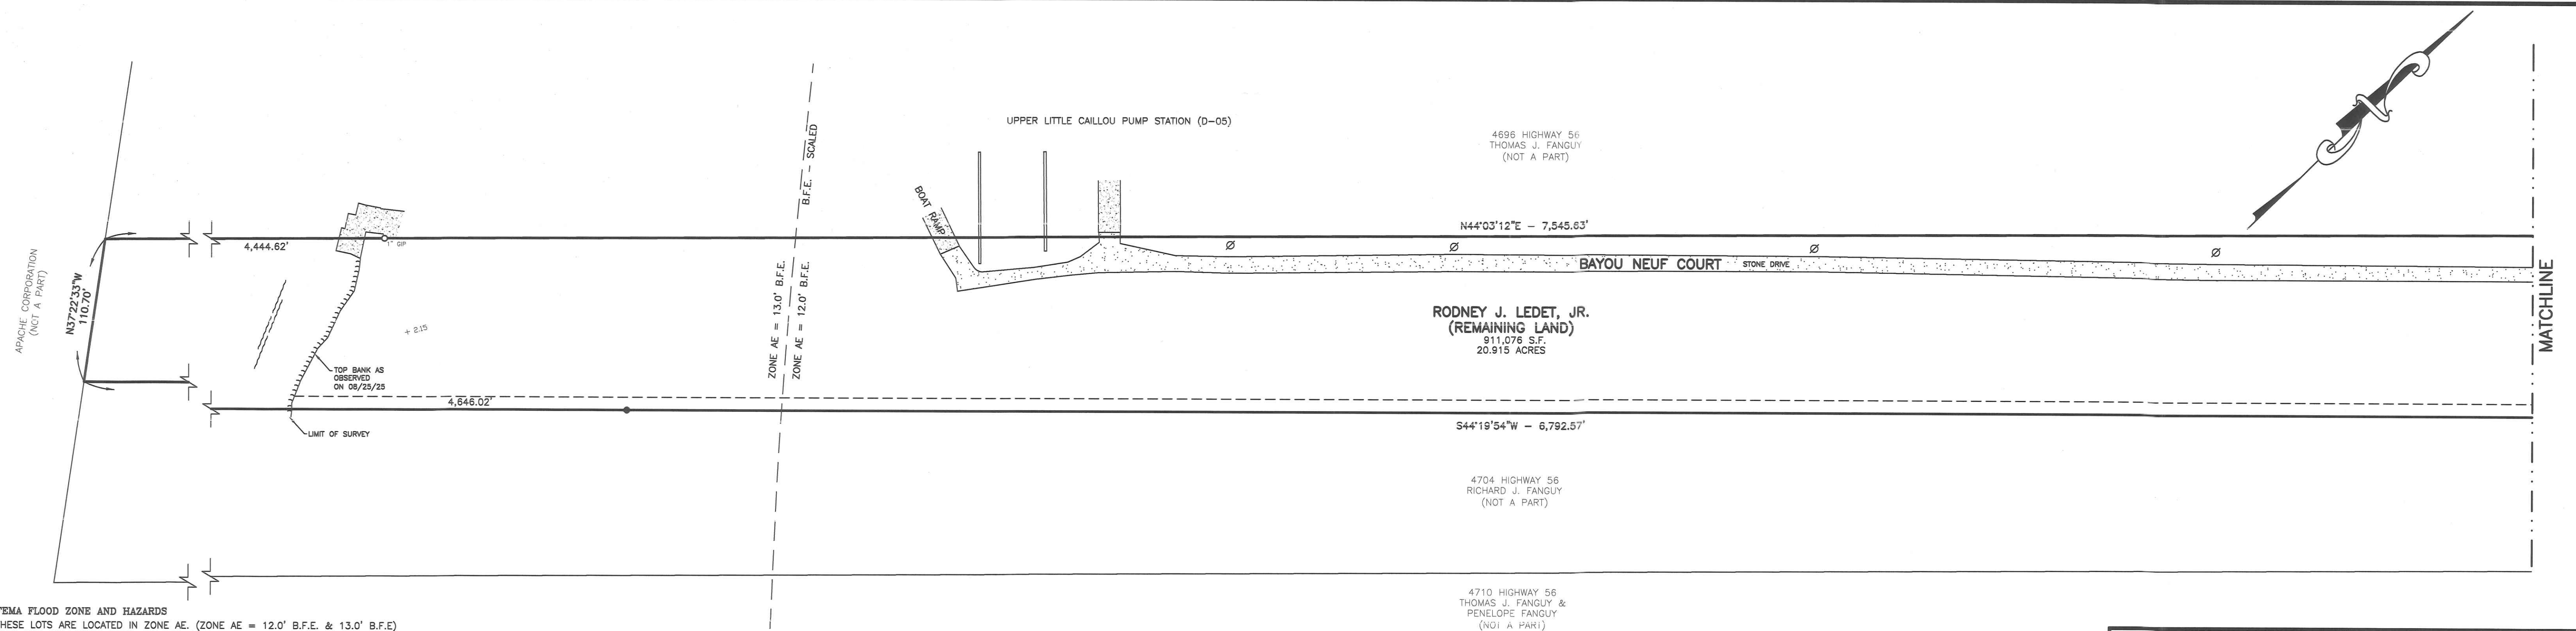 UPPER LITTLE CAILLOU PUMP STATION (D-05)
4696 HIGHWAY 56
THOMAS J. FANGUY
(NOT A PART)
B.F.E. - SCALED
BOAT RAMP
APACHE CORPORATION
(NOT A PART)
N37°22'33"W
110.70'
4,444.62'
1" GIP
N44°03'12"E - 7,545.63'
BAYOU NEUF COURT
STONE DRIVE
MATCHLINE
ZONE AE = 13.0' B.F.E.
ZONE AE = 12.0' B.F.E.
+ 2.15
RODNEY J. LEDET, JR.
(REMAINING LAND)
911,076 S.F.
20.915 ACRES
TOP BANK AS
OBSERVED
ON 08/25/25
4,646.02'
LIMIT OF SURVEY
S44°19'54"W - 6,792.57'
4704 HIGHWAY 56
RICHARD J. FANGUY
(NOT A PART)
4710 HIGHWAY 56
THOMAS J. FANGUY &
PENELOPE FANGUY
(NOT A PART)
FEMA FLOOD ZONE AND HAZARDS
THESE LOTS ARE LOCATED IN ZONE AE. (ZONE AE = 12.0' B.F.E. & 13.0' B.F.E)